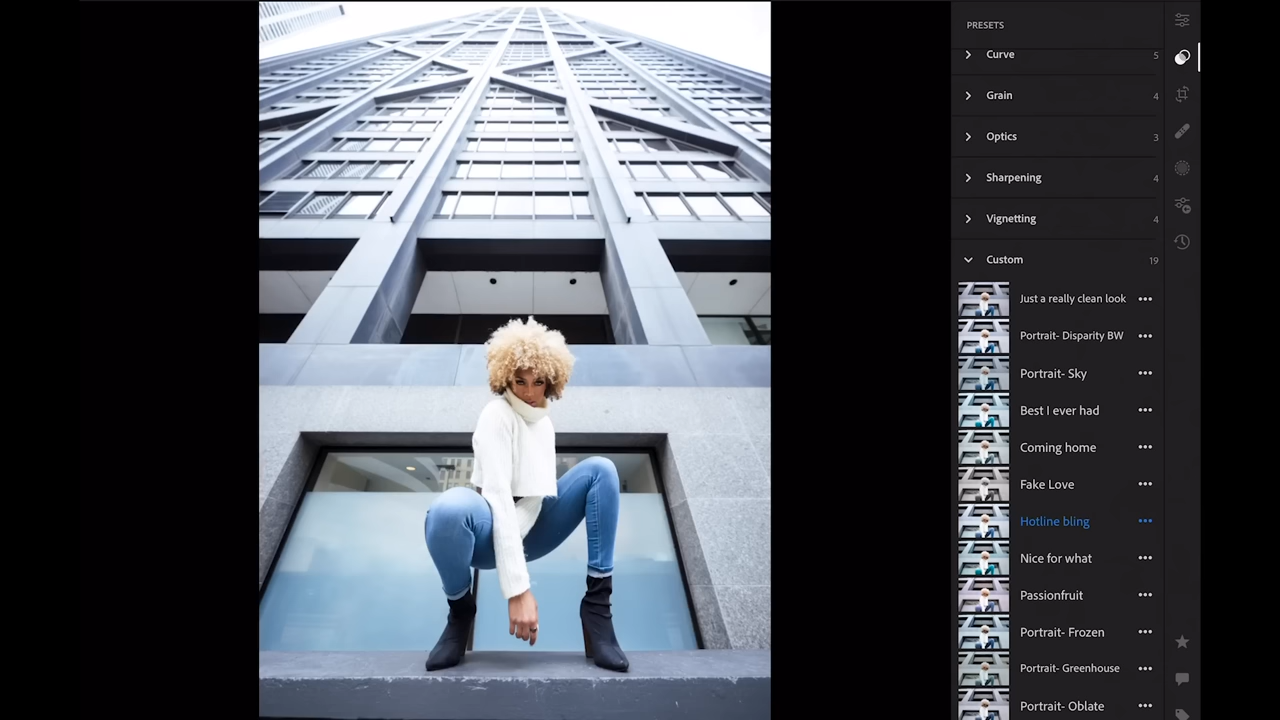 PRESETS
Curve 5
Grain 4
Optics 3
Sharpening 4
Vignetting 4
Custom 19
Just a really clean look
Portrait- Disparity BW
Portrait- Sky
Best I ever had
Coming home
Fake Love
Hotline bling
Nice for what
Passionfruit
Portrait- Frozen
Portrait- Greenhouse
Portrait- Oblate